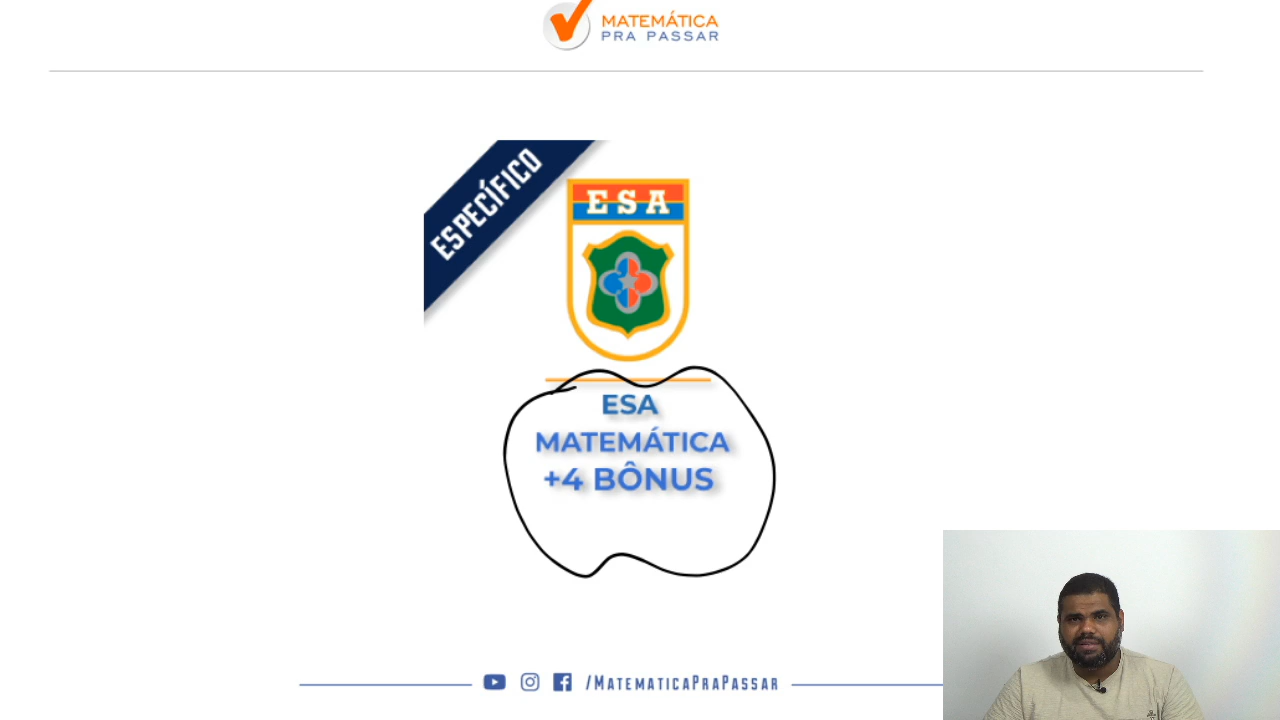 MATEMÁTICA
PRA PASSAR
ESPECÍFICO
ESA
ESA
MATEMÁTICA
+4 BÔNUS
/MATEMATICAPRAPASSAR